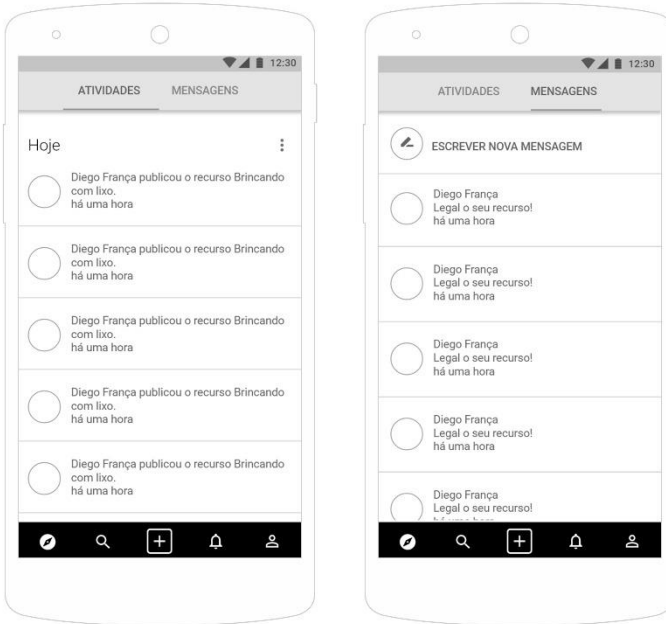 12:30
ATIVIDADES MENSAGENS
Hoje
Diego França publicou o recurso Brincando
com lixo.
há uma hora
Diego França publicou o recurso Brincando
com lixo.
há uma hora
Diego França publicou o recurso Brincando
com lixo.
há uma hora
Diego França publicou o recurso Brincando
com lixo.
há uma hora
Diego França publicou o recurso Brincando
com lixo.
há uma hora
12:30
ATIVIDADES MENSAGENS
ESCREVER NOVA MENSAGEM
Diego França
Legal o seu recurso!
há uma hora
Diego França
Legal o seu recurso!
há uma hora
Diego França
Legal o seu recurso!
há uma hora
Diego França
Legal o seu recurso!
há uma hora
Diego França
Legal o seu recurso!